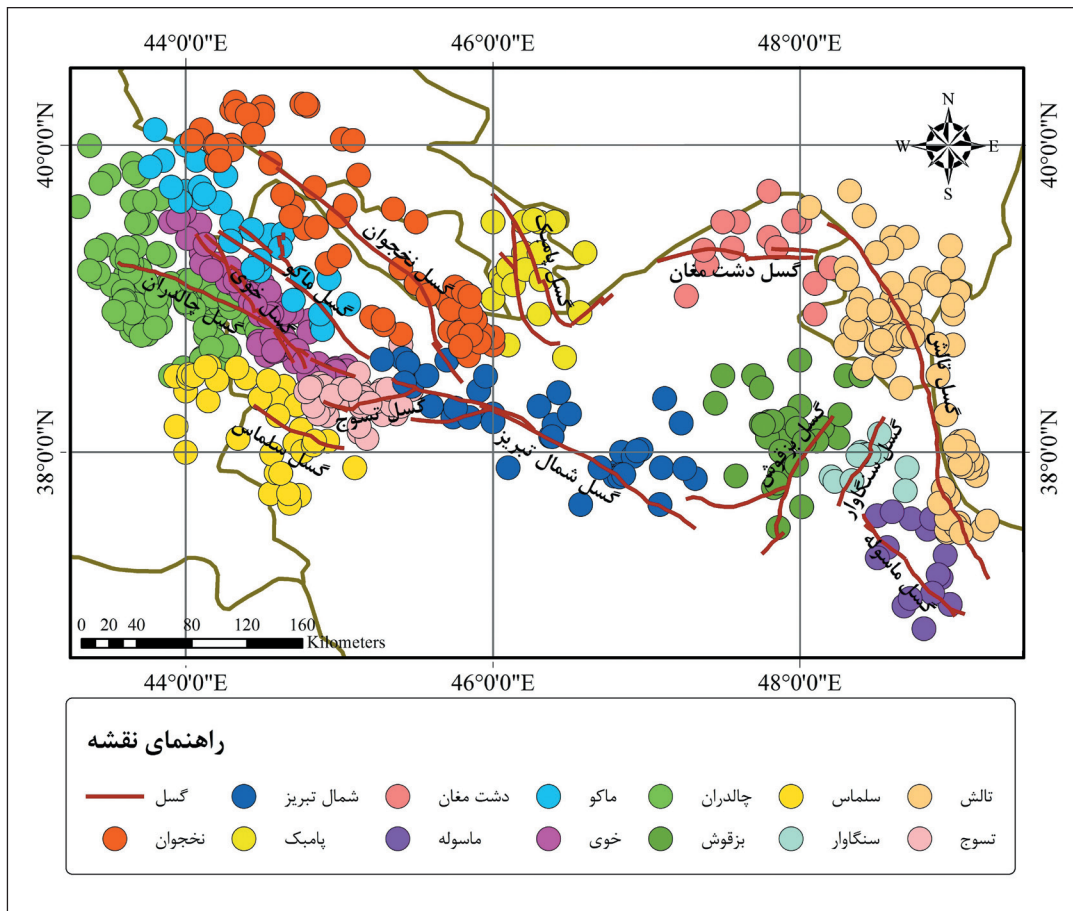 44°0'0"E 46°0'0"E 48°0'0"E
40°0'0"N 40°0'0"N
N
W E
S
گسل پامبک
گسل نخجوان
گسل دشت مغان
گسل ماکو
گسل خوی
گسل چالدران
گسل تالش
گسل تسوج
گسل بزقوش
گسل سلماس
گسل سنگاوار
گسل شمال تبریز
38°0'0"N 38°0'0"N
گسل ماسوله
0 20 40 80 120 160
Kilometers
44°0'0"E 46°0'0"E 48°0'0"E
راهنمای نقشه
تالش سلماس چالدران ماکو دشت مغان شمال تبریز گسل
تسوج سنگاوار بزقوش خوی ماسوله پامبک نخجوان